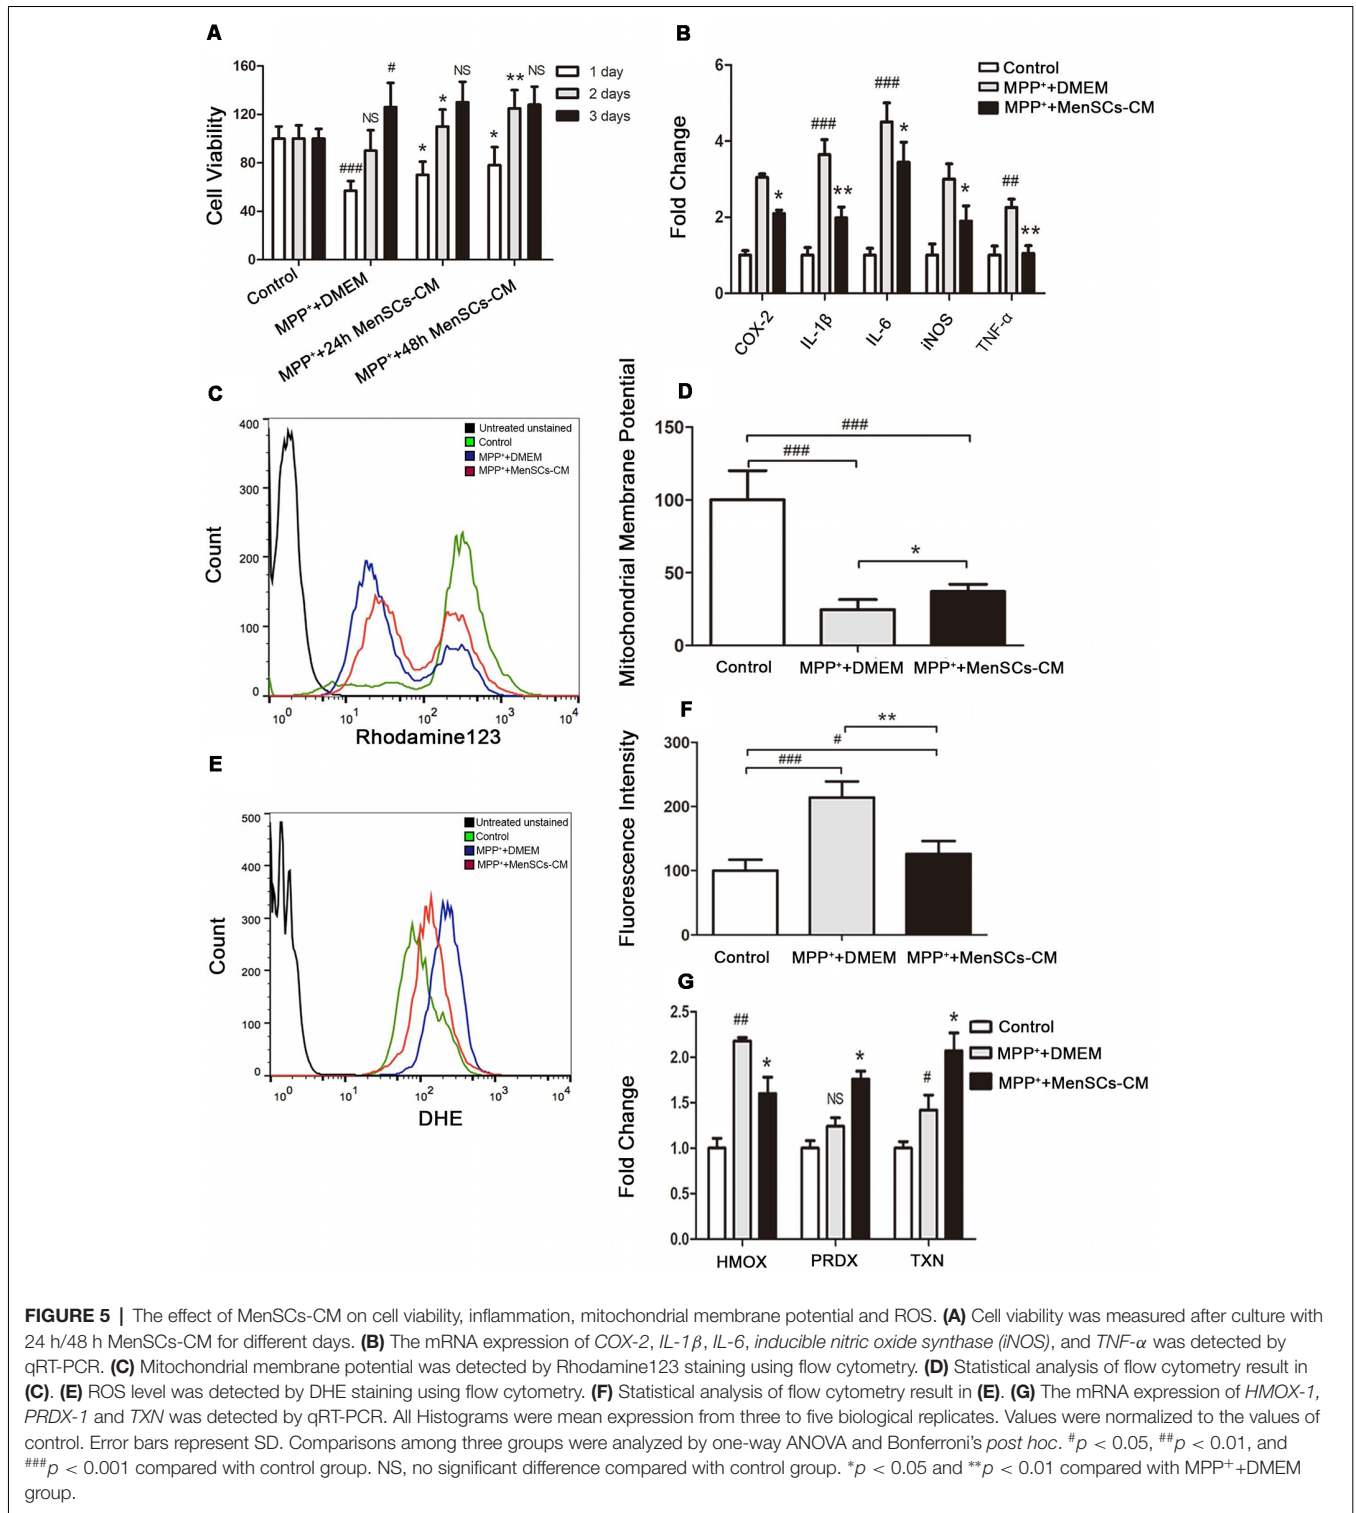 A
160
120
80
40
0
Cell Viability
###
NS
#
*
*
NS
*
**
NS
1 day
2 days
3 days
Control
MPP⁺+DMEM
MPP⁺+24h MenSCs-CM
MPP⁺+48h MenSCs-CM
B
6
4
2
0
Fold Change
*
###
**
###
*
*
##
**
Control
MPP⁺+DMEM
MPP⁺+MenSCs-CM
COX-2
IL-1β
IL-6
iNOS
TNF-α
C
400
300
200
100
0
Count
Untreated unstained
Control
MPP⁺+DMEM
MPP⁺+MenSCs-CM
10⁰ 10¹ 10² 10³ 10⁴
Rhodamine123
D
150
100
50
0
Mitochondrial Membrane Potential
###
###
*
Control MPP⁺+DMEM MPP⁺+MenSCs-CM
E
500
400
300
200
100
0
Count
Untreated unstained
Control
MPP⁺+DMEM
MPP⁺+MenSCs-CM
10⁰ 10¹ 10² 10³ 10⁴
DHE
F
300
200
100
0
Fluorescence Intensity
**
#
###
Control MPP⁺+DMEM MPP⁺+MenSCs-CM
G
2.5
2.0
1.5
1.0
0.5
0.0
Fold Change
##
*
NS
*
#
*
Control
MPP⁺+DMEM
MPP⁺+MenSCs-CM
HMOX PRDX TXN
FIGURE 5 | The effect of MenSCs-CM on cell viability, inflammation, mitochondrial membrane potential and ROS. (A) Cell viability was measured after culture with
24 h/48 h MenSCs-CM for different days. (B) The mRNA expression of COX-2, IL-1β, IL-6, inducible nitric oxide synthase (iNOS), and TNF-α was detected by
qRT-PCR. (C) Mitochondrial membrane potential was detected by Rhodamine123 staining using flow cytometry. (D) Statistical analysis of flow cytometry result in
(C). (E) ROS level was detected by DHE staining using flow cytometry. (F) Statistical analysis of flow cytometry result in (E). (G) The mRNA expression of HMOX-1,
PRDX-1 and TXN was detected by qRT-PCR. All Histograms were mean expression from three to five biological replicates. Values were normalized to the values of
control. Error bars represent SD. Comparisons among three groups were analyzed by one-way ANOVA and Bonferroni's post hoc. #p < 0.05, ##p < 0.01, and
###p < 0.001 compared with control group. NS, no significant difference compared with control group. *p < 0.05 and **p < 0.01 compared with MPP⁺+DMEM
group.